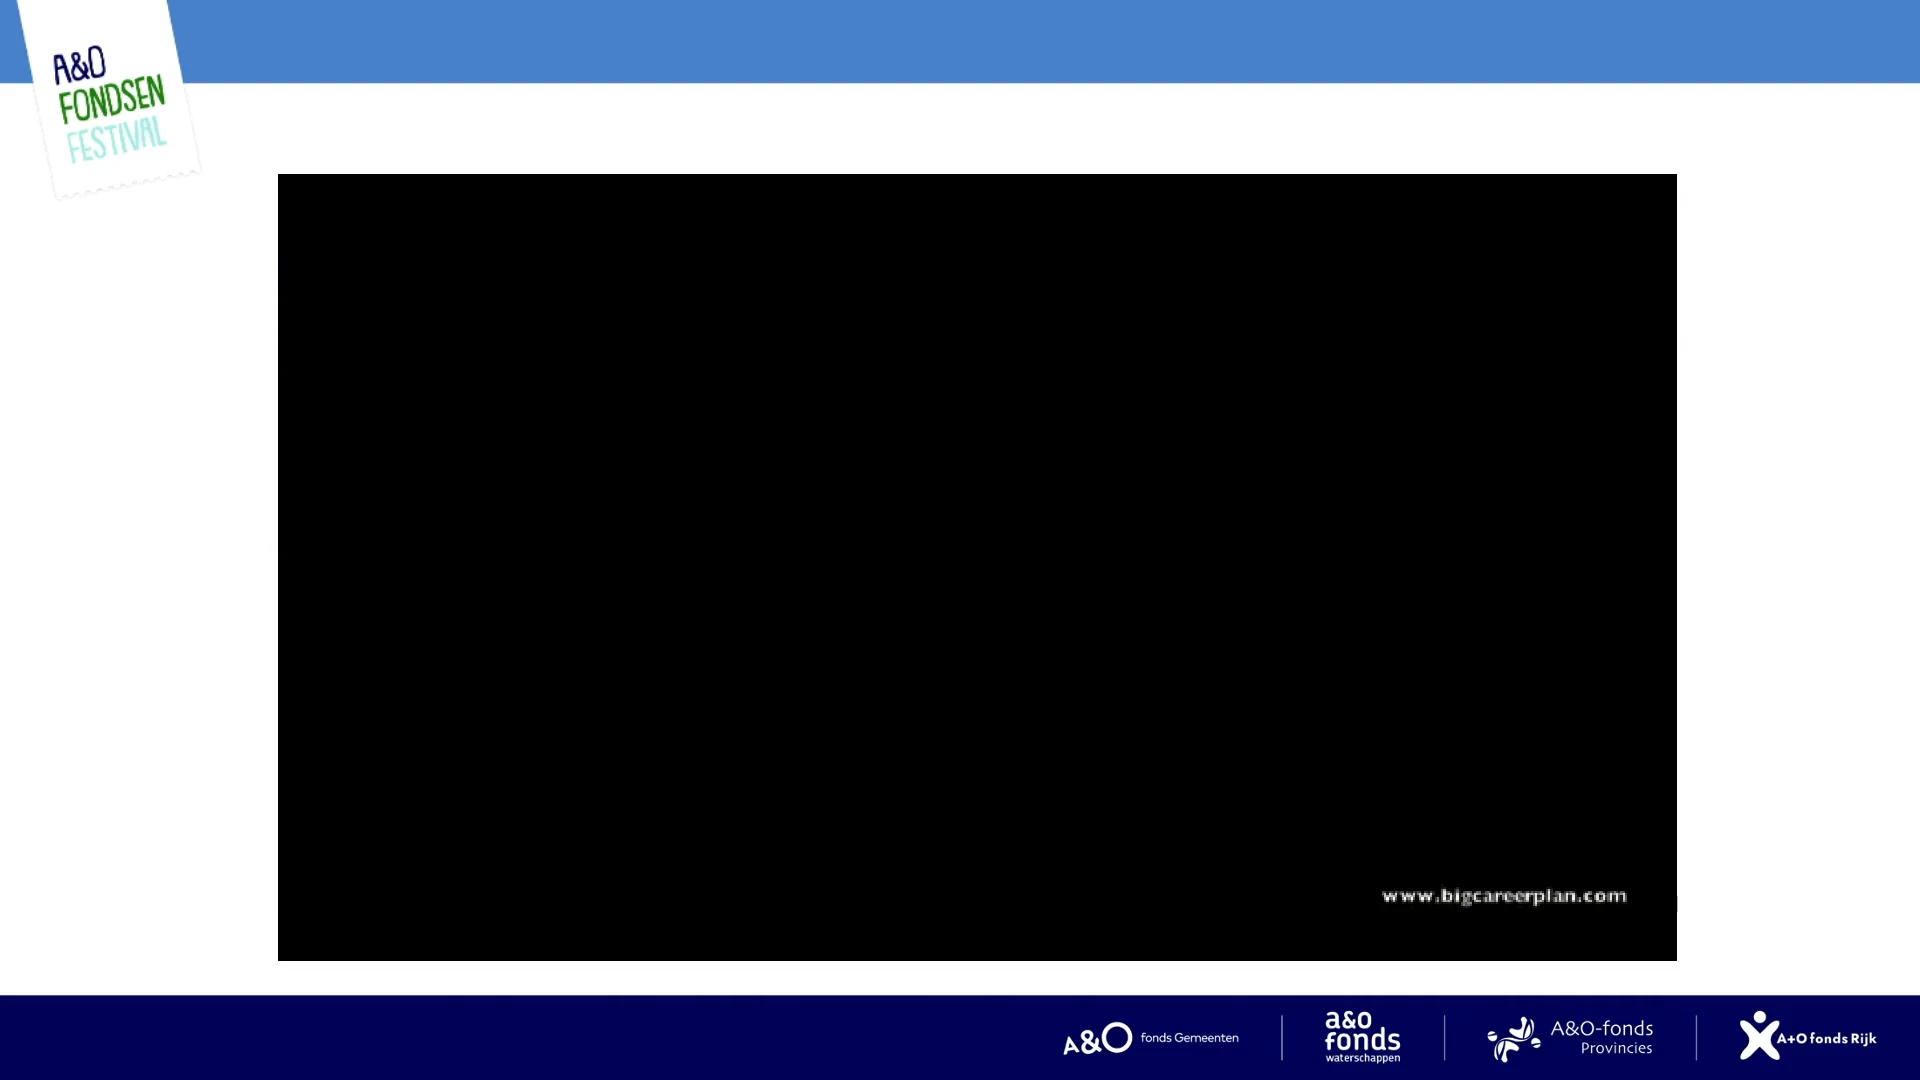 A&O
FONDSEN
FESTIVAL
www.bigcareerplan.com
A&O fonds Gemeenten
a&o
fonds
waterschappen
A&O-fonds
Provincies
A+O fonds Rijk